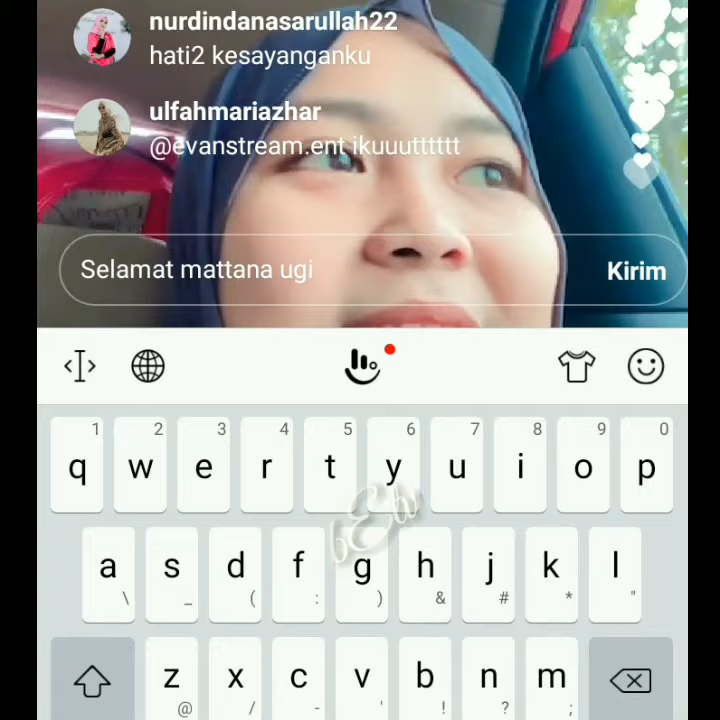 nurdindanasarullah22
hati2 kesayanganku
ulfahmariazhar
@evanstream.ent ikuuutttttt
Selamat mattana ugi
Kirim
1 2 3 4 5 6 7 8 9 0
q w e r t y u i o p
a s d f g h j k l
\ _ ( : ) & # * "
z x c v b n m
@ / - ' ! ? ;